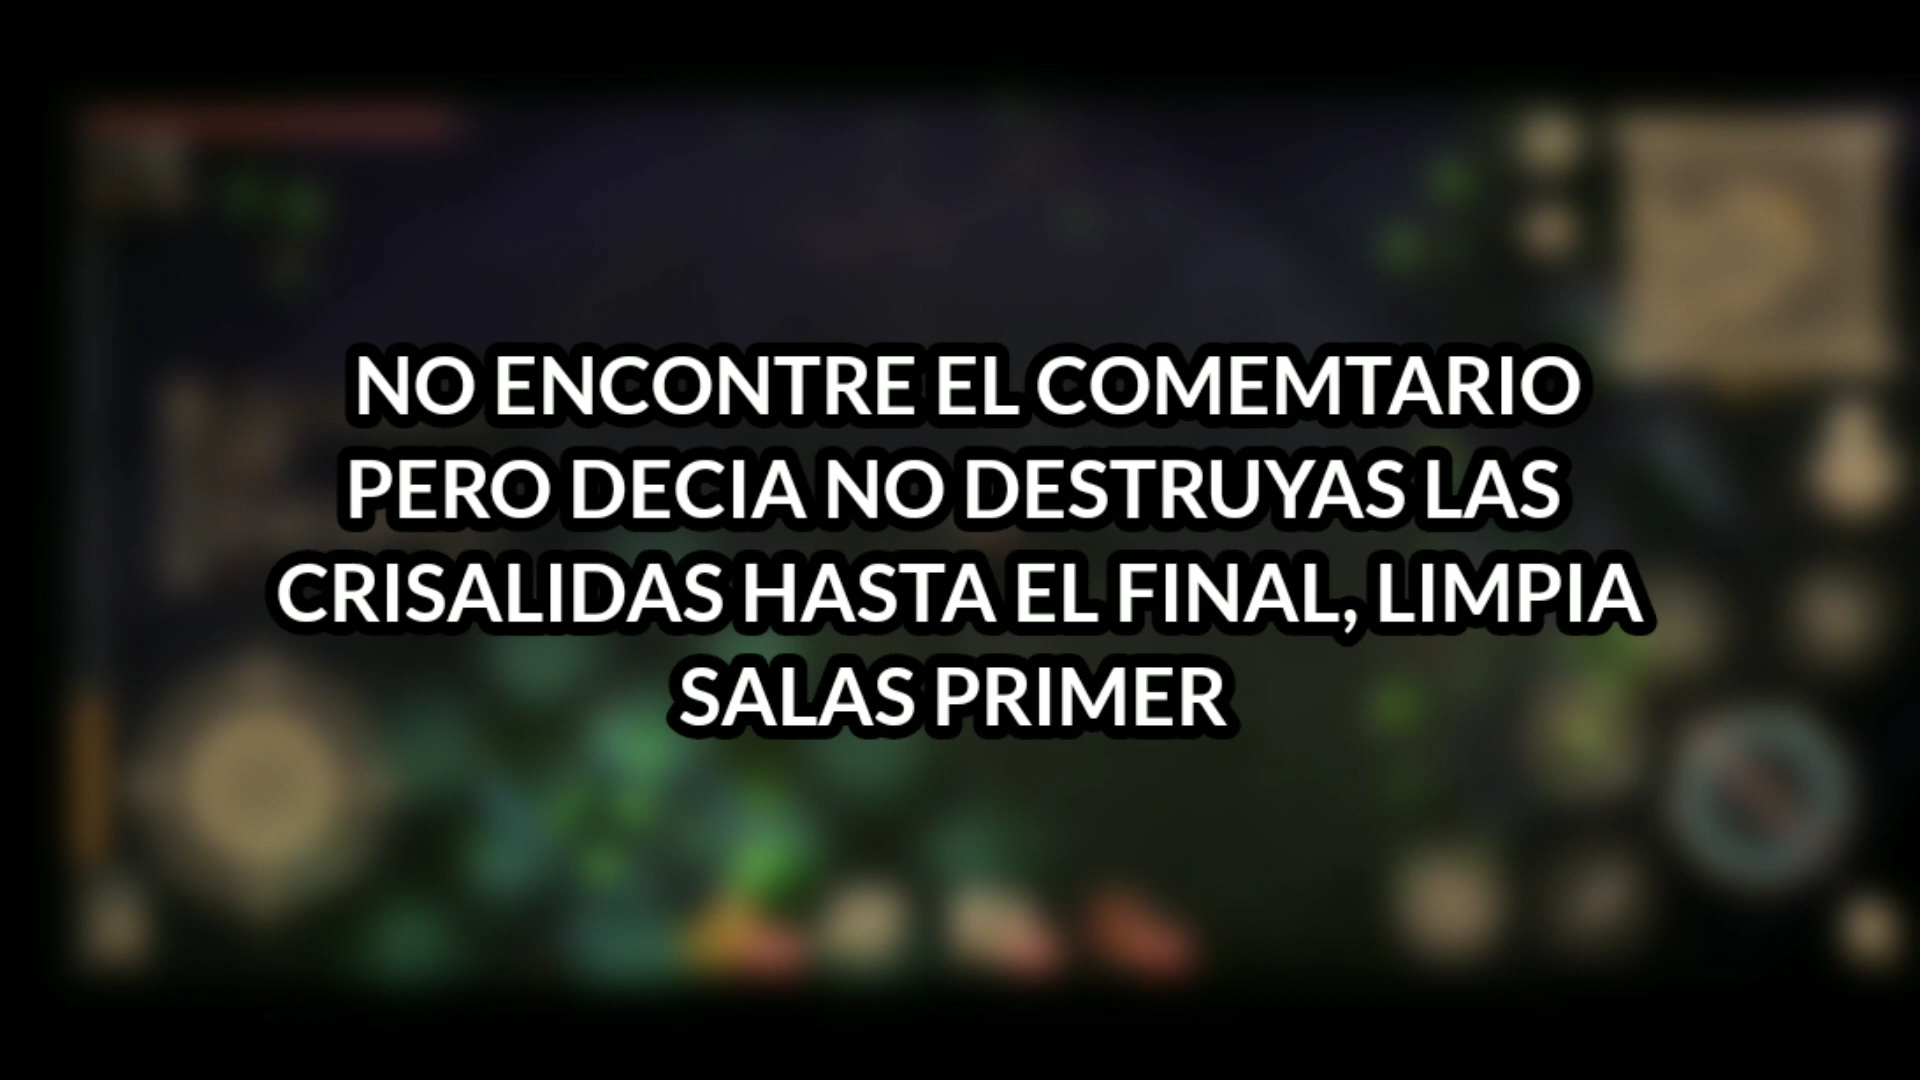 NO ENCONTRE EL COMEMTARIO
PERO DECIA NO DESTRUYAS LAS
CRISALIDAS HASTA EL FINAL, LIMPIA
SALAS PRIMER